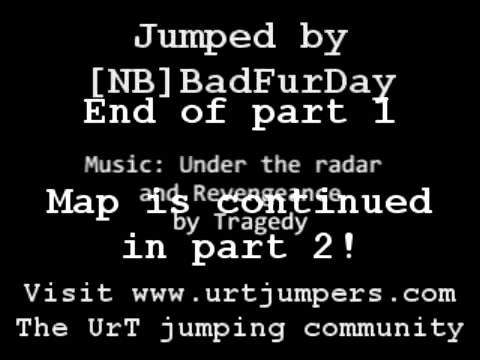 Jumped by
[NB]BadFurDay
End of part 1
Music: Under the radar
and Revengeance
by Tragedy
Map is continued
in part 2!
Visit www.urtjumpers.com
The UrT jumping community